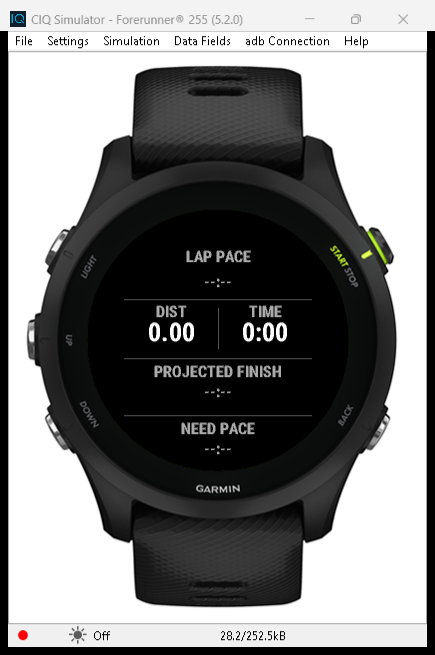 IQ CIQ Simulator - Forerunner® 255 (5.2.0)
File Settings Simulation Data Fields adb Connection Help
LAP PACE
--:--
LIGHT
START STOP
DIST TIME
0.00 0:00
UP
PROJECTED FINISH
--:--
DOWN
BACK
NEED PACE
--:--
GARMIN
Off 28.2/252.5kB